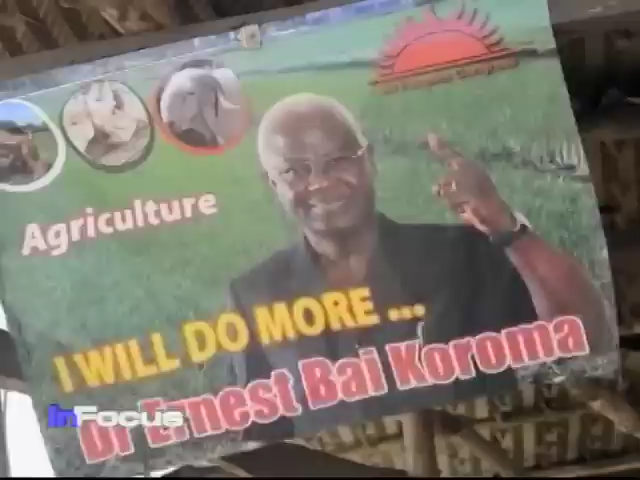 Agriculture
I WILL DO MORE ...
Dr Ernest Bai Koroma
InFocus